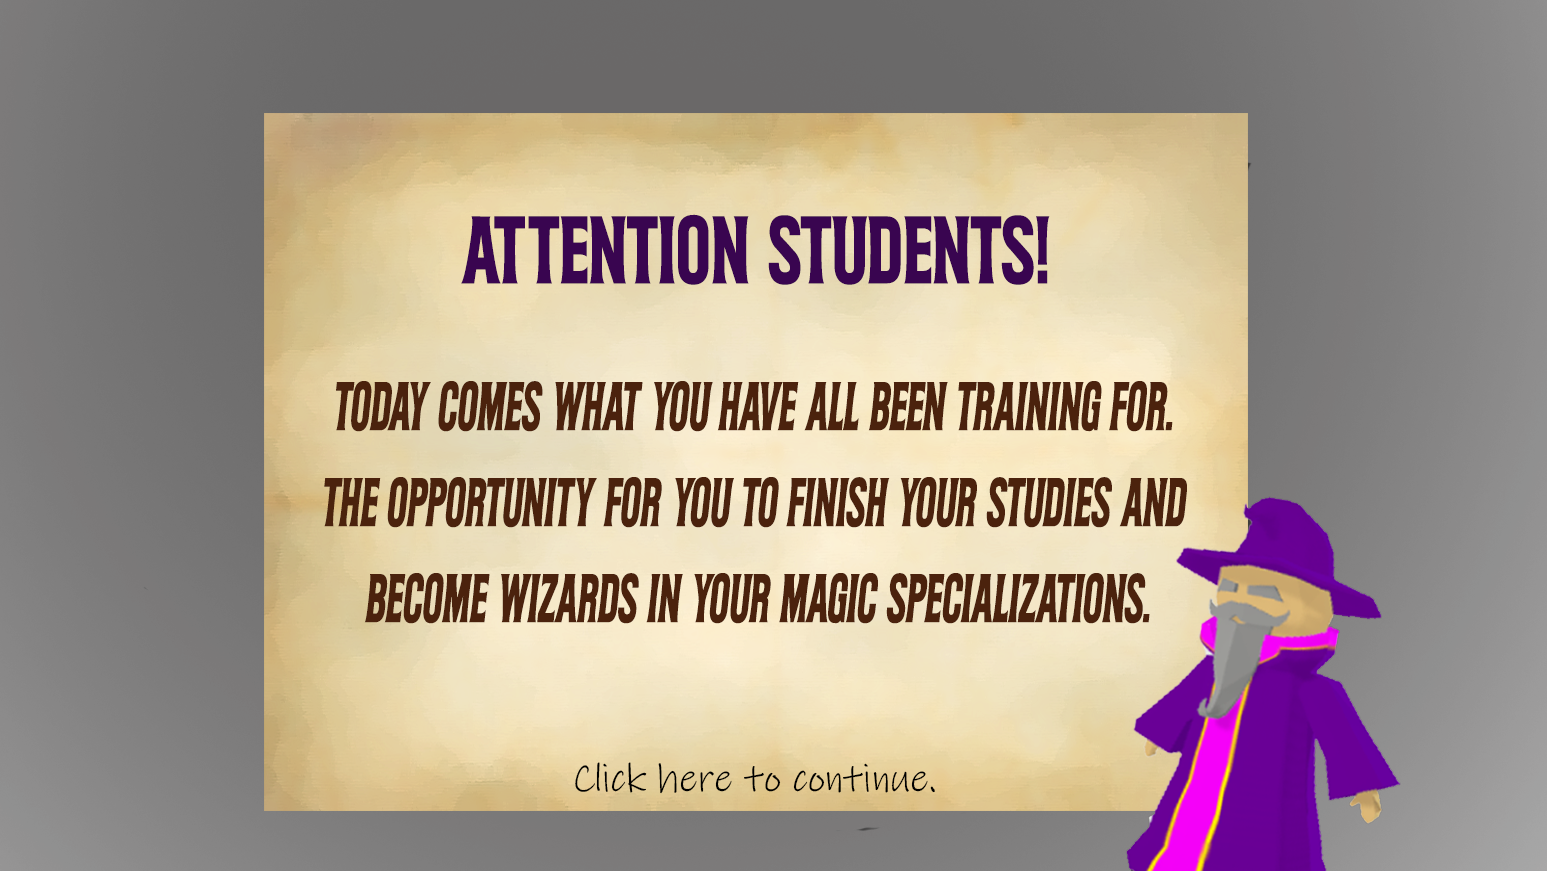 ATTENTION STUDENTS!
TODAY COMES WHAT YOU HAVE ALL BEEN TRAINING FOR.
THE OPPORTUNITY FOR YOU TO FINISH YOUR STUDIES AND
BECOME WIZARDS IN YOUR MAGIC SPECIALIZATIONS.
Click here to continue.